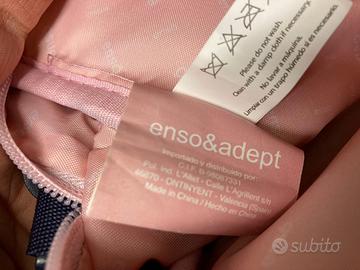 Please do not wash.
Clean with a damp cloth if necessary
No lavar a máquina.
Limpiar con un trapo húmedo si es necesario.
enso&adept
Importado y distribuido por:
Pol. Ind. L'Altet - Calle L'Agrillent s/n
46870 - ONTINYENT - Valencia (Spain)
Made in China / Hecho en China
subito